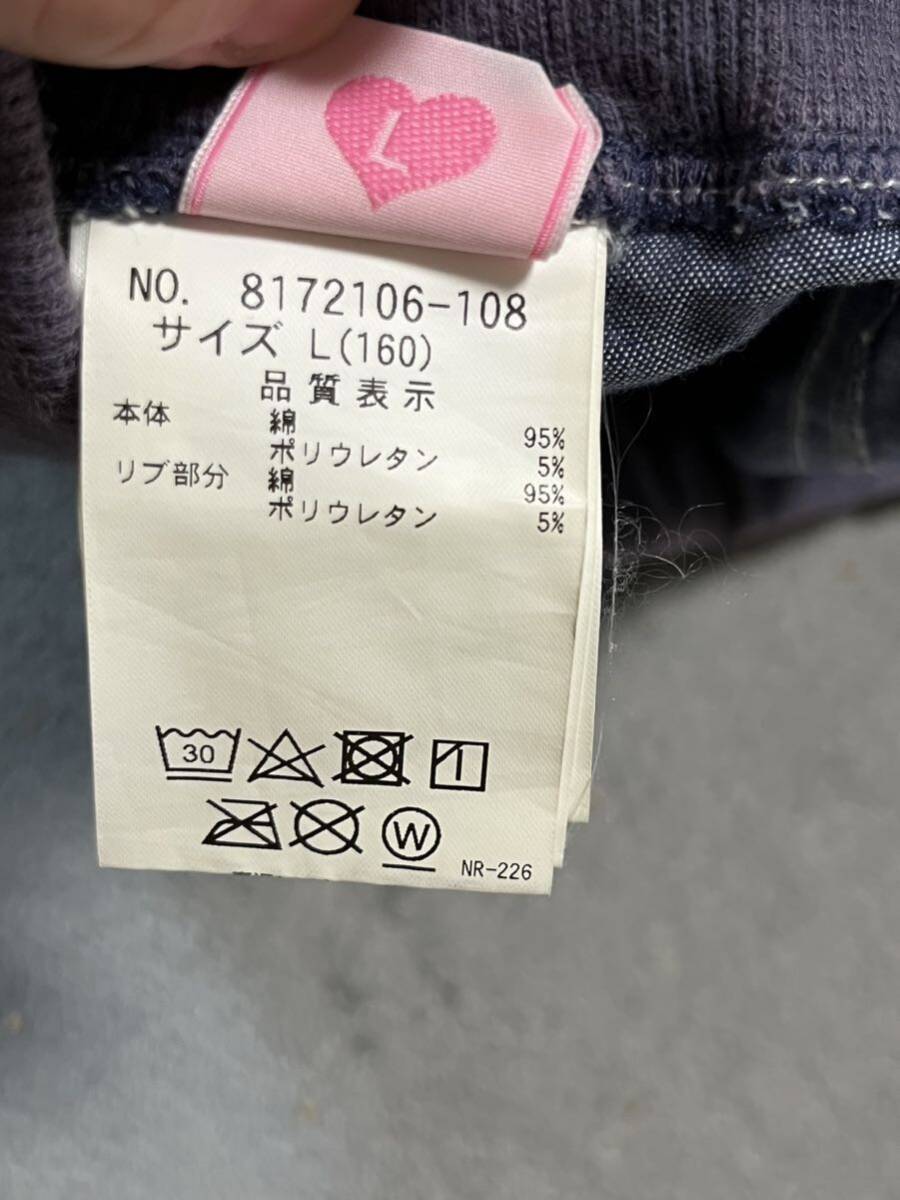 L
NO. 8172106-108
サイズ L(160)
品質表示
本体 綿 95%
ポリウレタン 5%
リブ部分 綿 95%
ポリウレタン 5%
30
W
NR-226